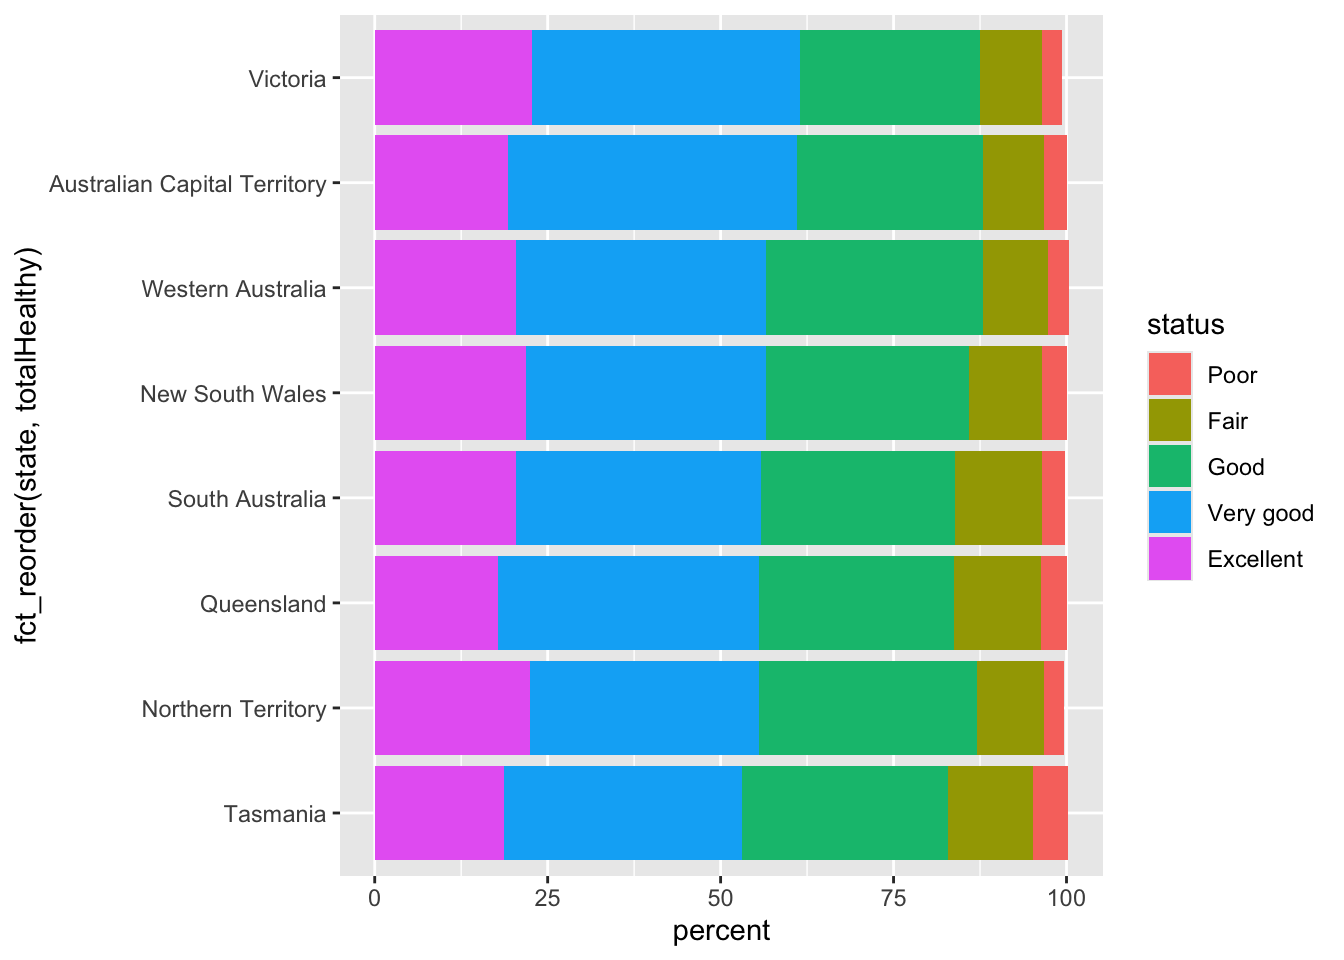 fct_reorder(state, totalHealthy)
Victoria
Australian Capital Territory
Western Australia
New South Wales
South Australia
Queensland
Northern Territory
Tasmania
0 25 50 75 100
percent
status
Poor
Fair
Good
Very good
Excellent